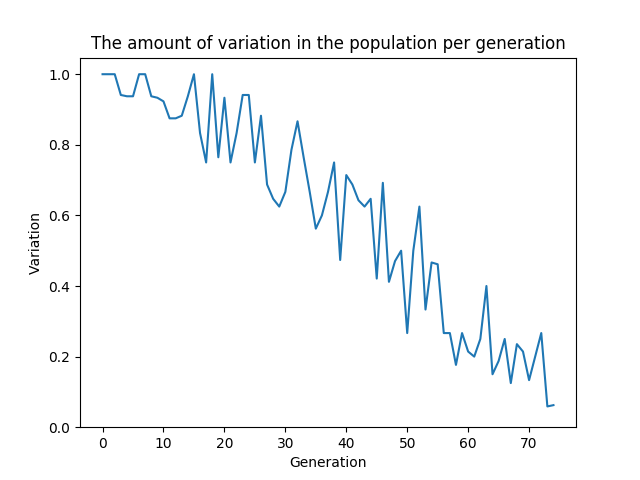 The amount of variation in the population per generation
1.0
0.8
0.6
0.4
0.2
0.0
Variation
0 10 20 30 40 50 60 70
Generation